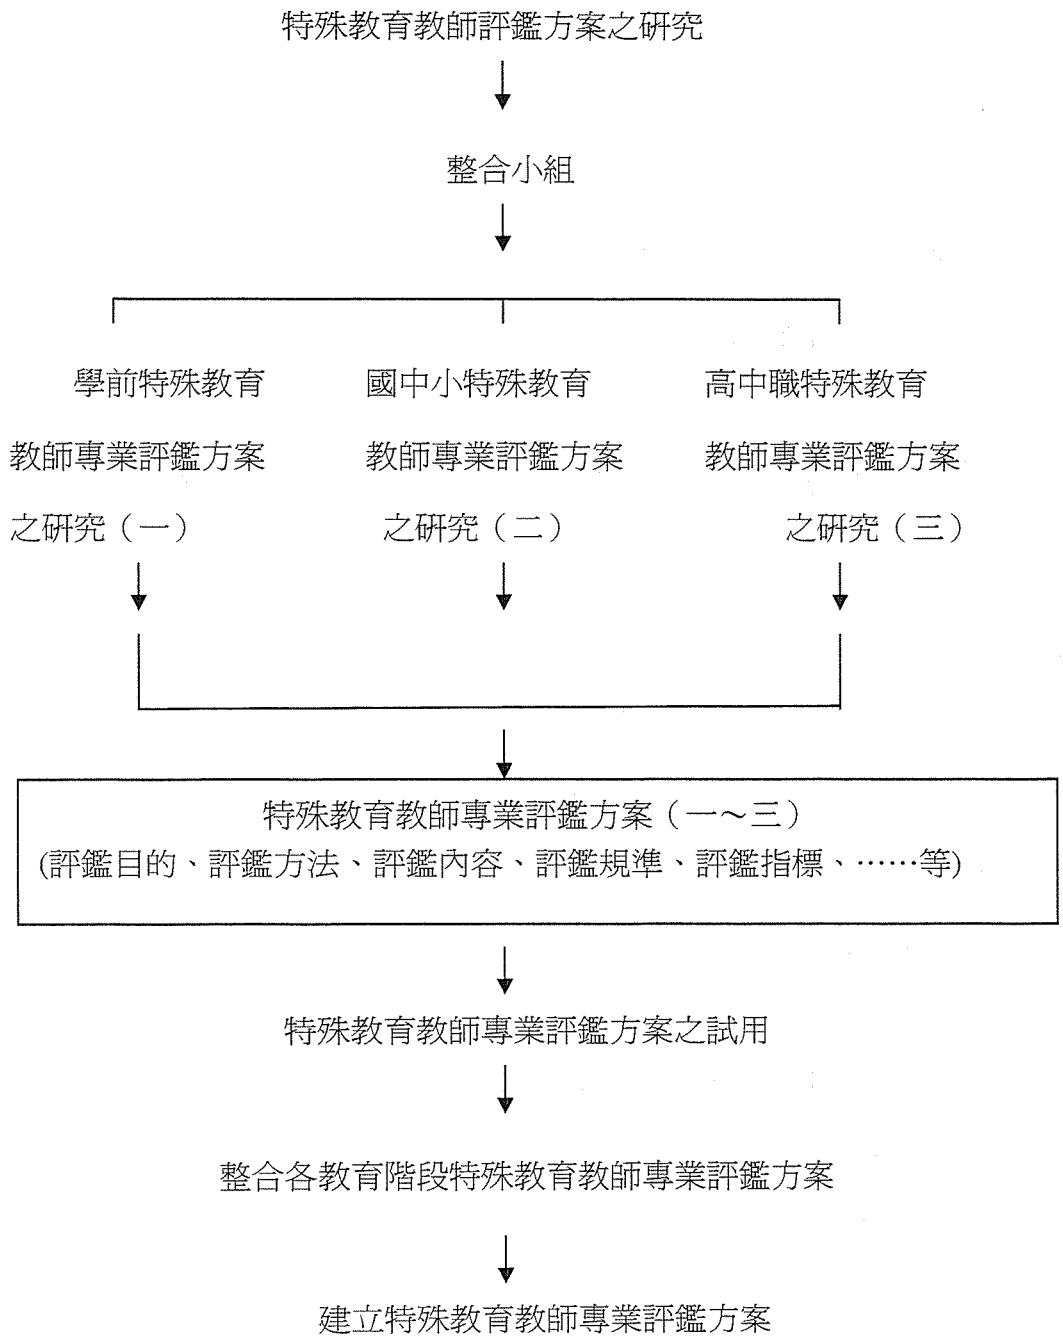 特殊教育教師評鑑方案之研究
整合小組
學前特殊教育
教師專業評鑑方案
之研究（一）
國中小特殊教育
教師專業評鑑方案
之研究（二）
高中職特殊教育
教師專業評鑑方案
之研究（三）
特殊教育教師專業評鑑方案（一～三）
(評鑑目的、評鑑方法、評鑑內容、評鑑規準、評鑑指標、⋯⋯等)
特殊教育教師專業評鑑方案之試用
整合各教育階段特殊教育教師專業評鑑方案
建立特殊教育教師專業評鑑方案